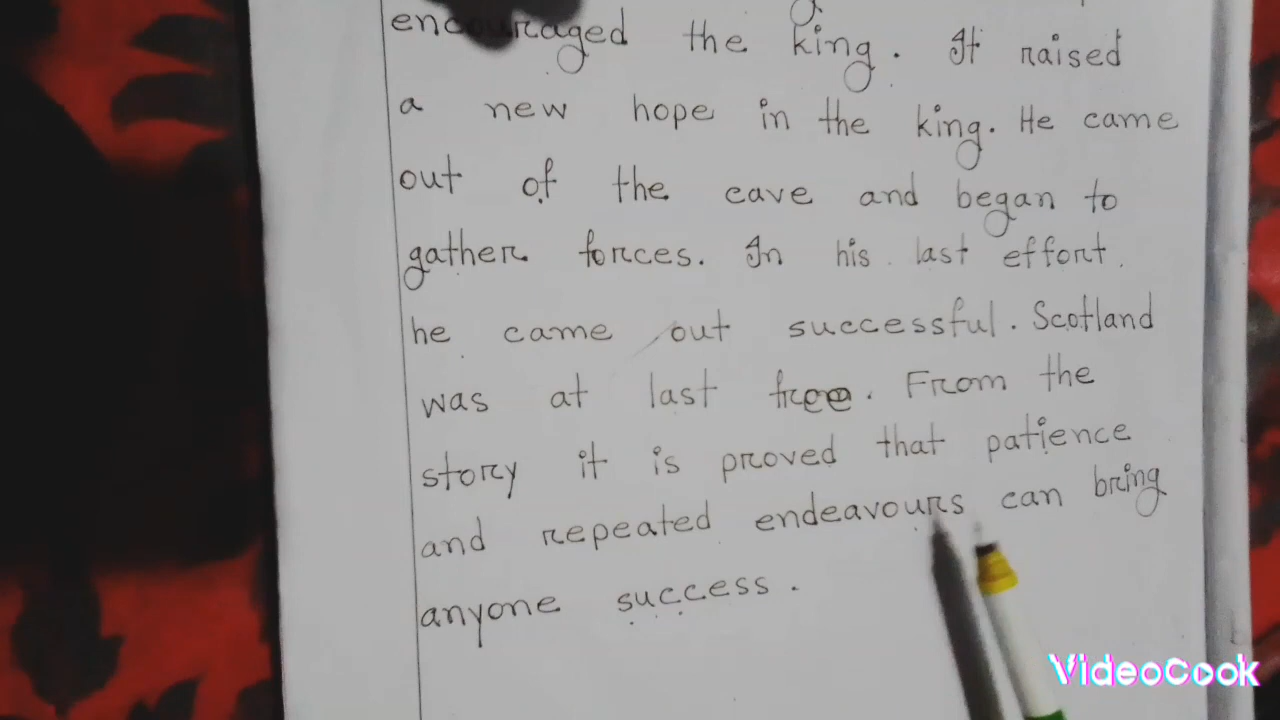 encouraged the king. It raised
a new hope in the king. He came
out of the cave and began to
gather forces. In his last effort
he came out successful. Scotland
was at last free. From the
story it is proved that patience
and repeated endeavours can bring
anyone success.
VideoCook